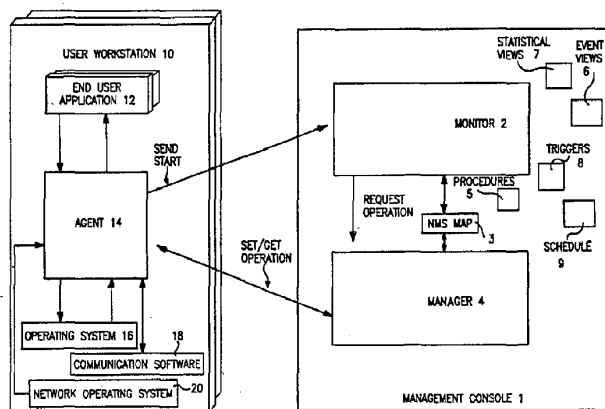 USER WORKSTATION 10
END USER
APPLICATION 12
SEND
START
AGENT 14
SET/GET
OPERATION
OPERATING SYSTEM 16
18
COMMUNICATION SOFTWARE
20
NETWORK OPERATING SYSTEM
STATISTICAL
VIEWS 7
EVENT
VIEWS
6
MONITOR 2
TRIGGERS
8
PROCEDURES
5
REQUEST
OPERATION
NMS MAP
3
SCHEDULE
9
MANAGER 4
MANAGEMENT CONSOLE 1